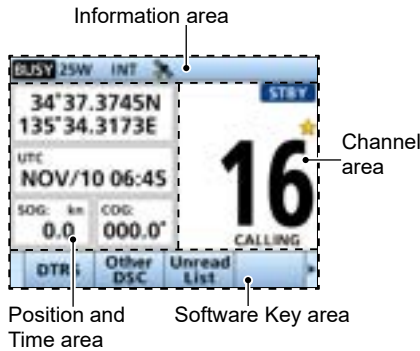 Information area
BUSY 25W INT
STBY
34°37.3745N
135°34.3173E
UTC
NOV/10 06:45
SOG: kn COG:
0.0 000.0°
16
CALLING
Channel
area
DTRS Other
DSC Unread
List
Position and
Time area
Software Key area